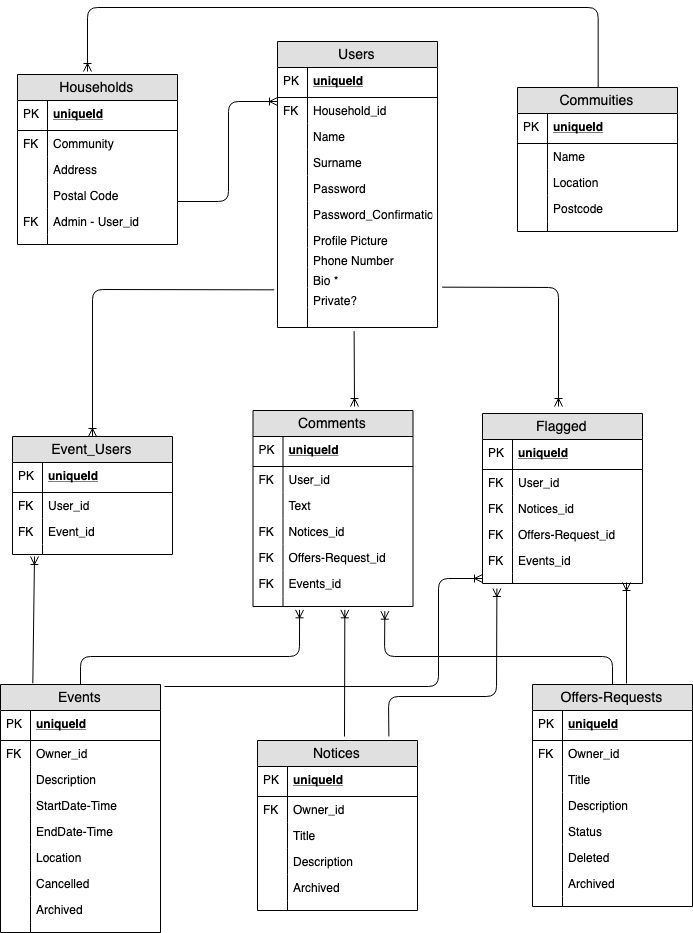 Users
PK uniqueId
FK Household_id
Name
Surname
Password
Password_Confirmatic
Profile Picture
Phone Number
Bio *
Private?
Households
PK uniqueId
FK Community
Address
Postal Code
FK Admin - User_id
Commuities
PK uniqueId
Name
Location
Postcode
Event_Users
PK uniqueId
FK User_id
FK Event_id
Comments
PK uniqueId
FK User_id
Text
FK Notices_id
FK Offers-Request_id
FK Events_id
Flagged
PK uniqueId
FK User_id
FK Notices_id
FK Offers-Request_id
FK Events_id
Events
PK uniqueId
FK Owner_id
Description
StartDate-Time
EndDate-Time
Location
Cancelled
Archived
Notices
PK uniqueId
FK Owner_id
Title
Description
Archived
Offers-Requests
PK uniqueId
FK Owner_id
Title
Description
Status
Deleted
Archived